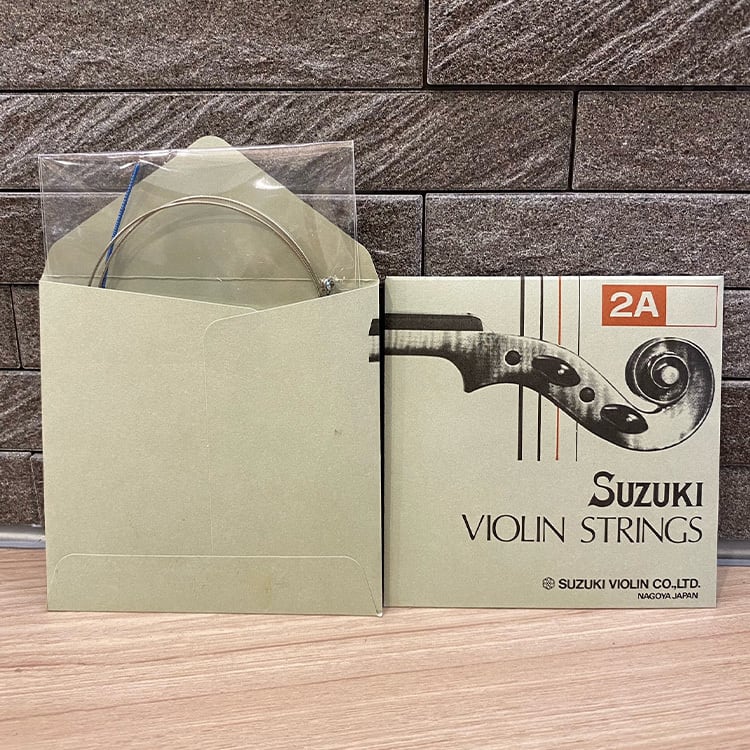 2A
SUZUKI
VIOLIN STRINGS
SUZUKI VIOLIN CO.,LTD.
NAGOYA JAPAN